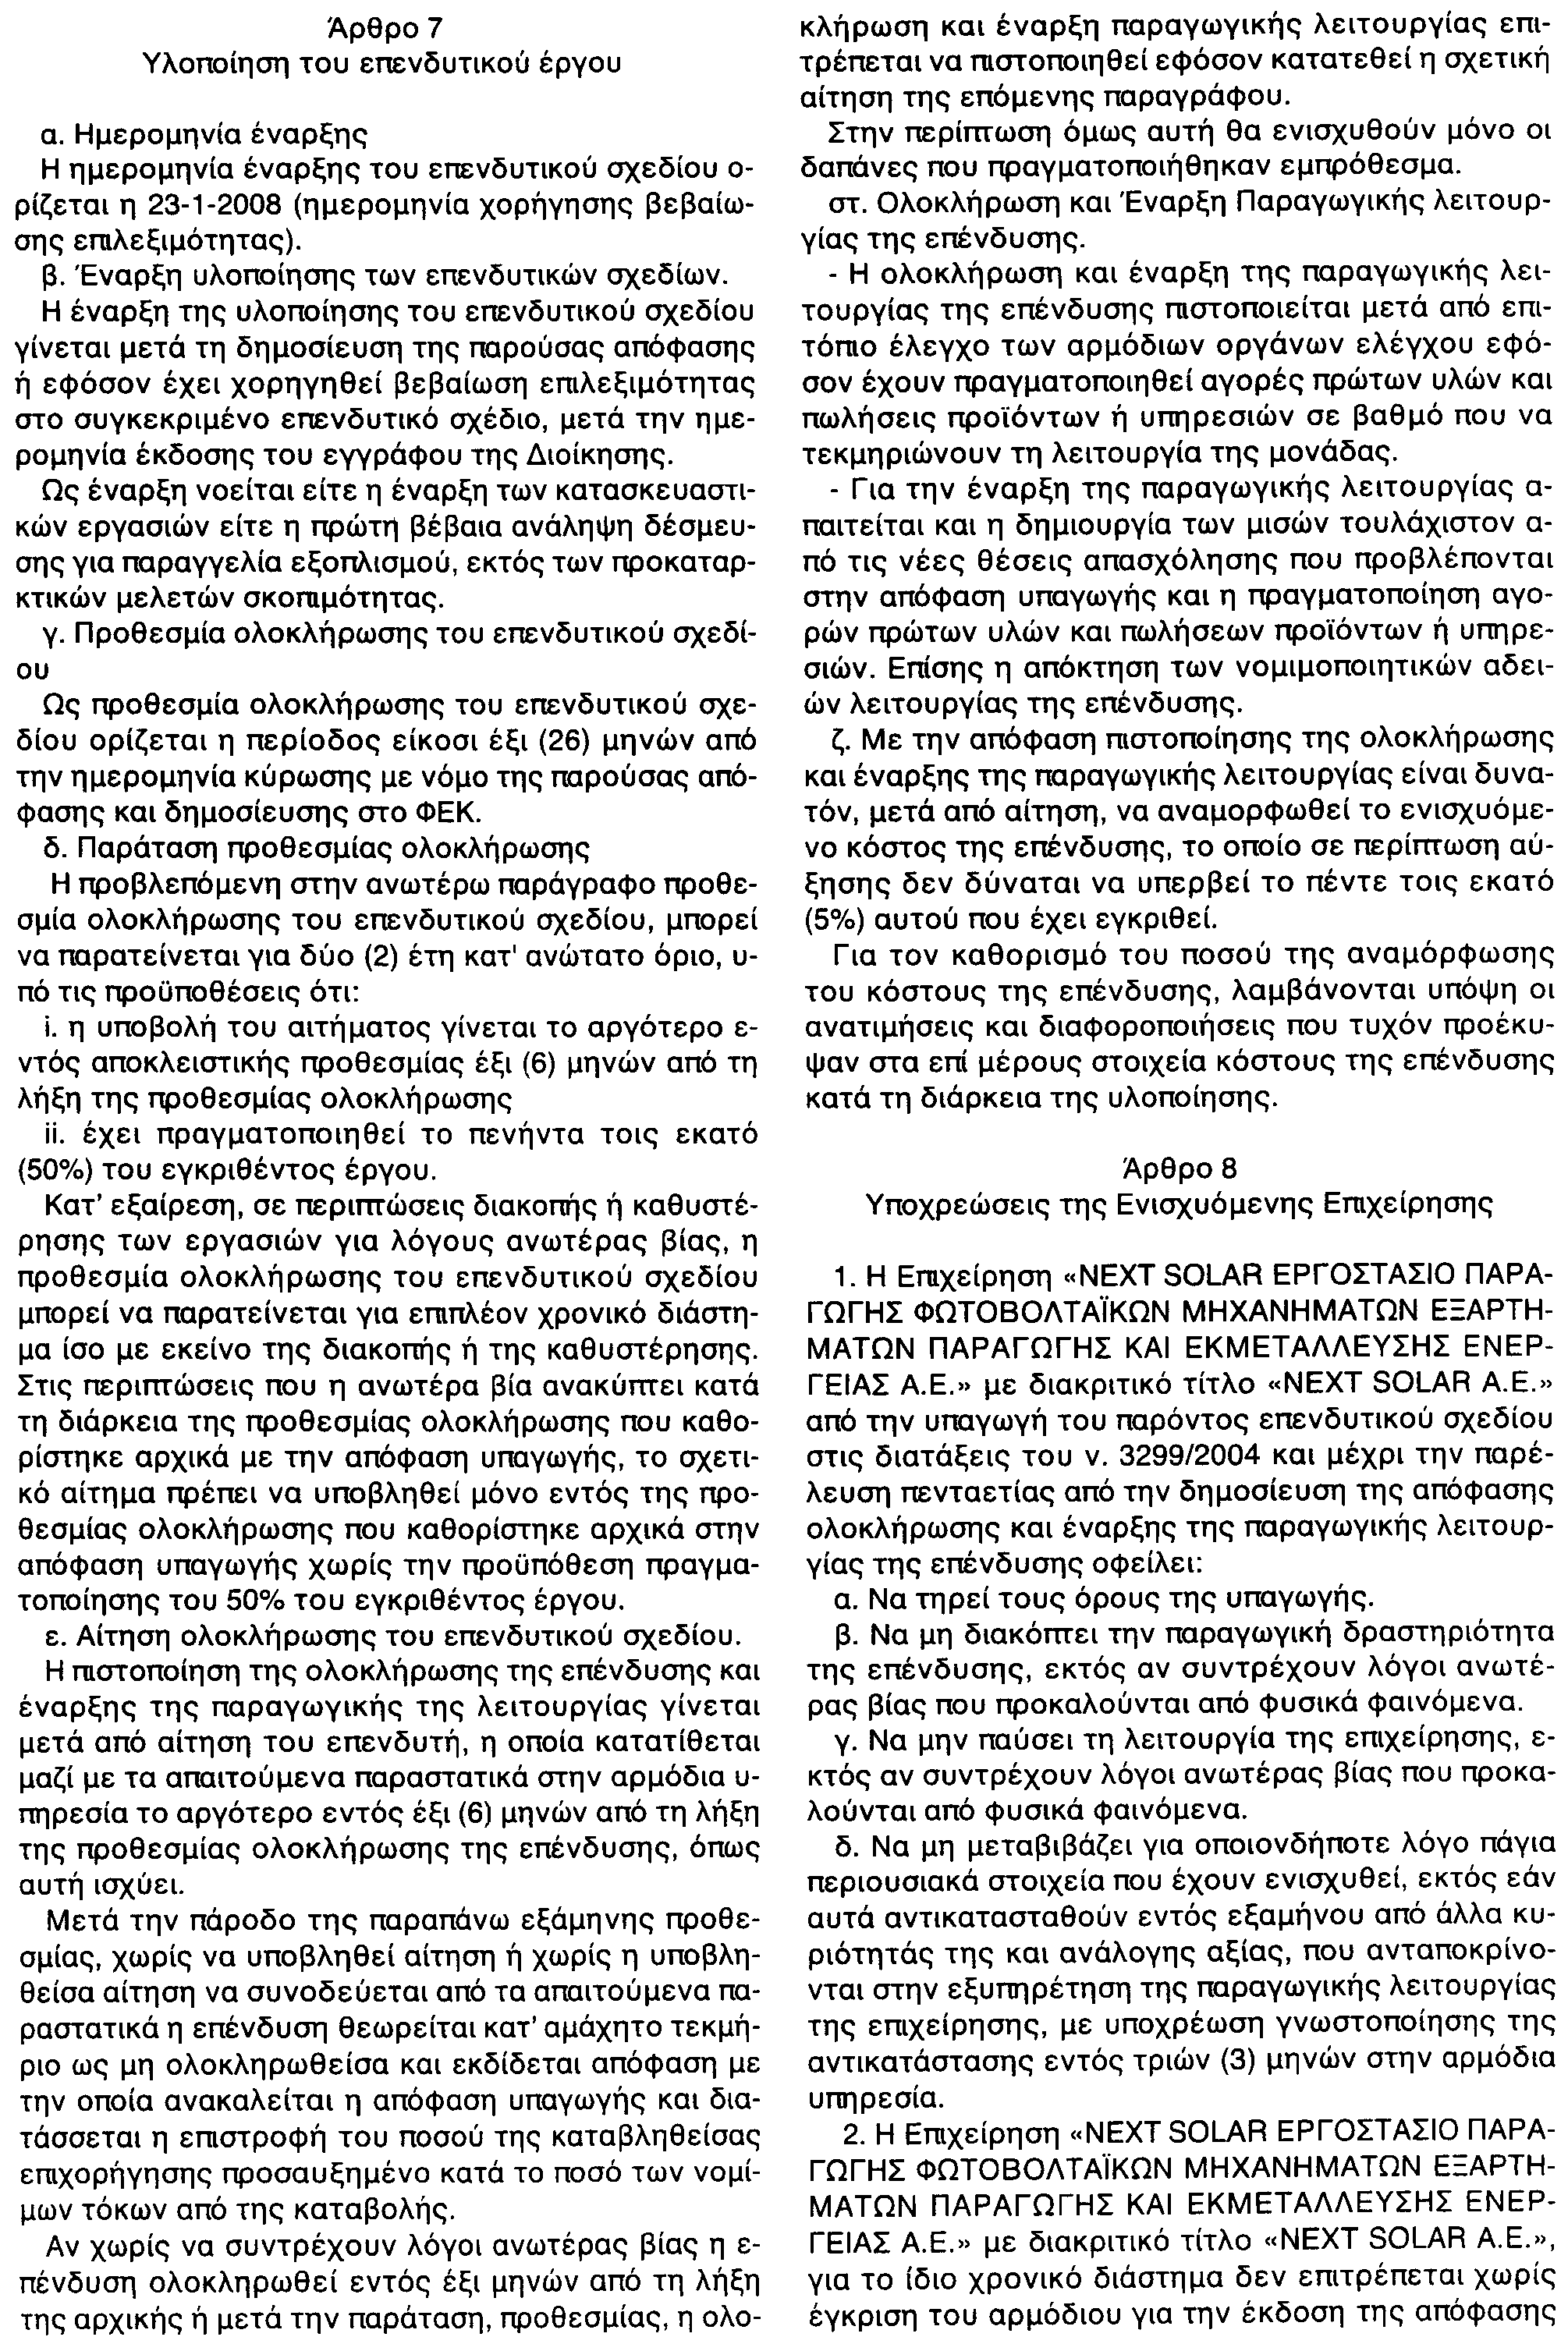 Άρθρο 7
Υλοποίηση του επενδυτικού έργου
α. Ημερομηνία έναρξης
Η ημερομηνία έναρξης του επενδυτικού σχεδίου ο-
ρίζεται η 23-1-2008 (ημερομηνία χορήγησης βεβαίω-
σης επιλεξιμότητας).
β. Έναρξη υλοποίησης των επενδυτικών σχεδίων.
Η έναρξη της υλοποίησης του επενδυτικού σχεδίου
γίνεται μετά τη δημοσίευση της παρούσας απόφασης
ή εφόσον έχει χορηγηθεί βεβαίωση επιλεξιμότητας
στο συγκεκριμένο επενδυτικό σχέδιο, μετά την ημε-
ρομηνία έκδοσης του εγγράφου της Διοίκησης.
Ως έναρξη νοείται είτε η έναρξη των κατασκευαστι-
κών εργασιών είτε η πρώτη βέβαια ανάληψη δέσμευ-
σης για παραγγελία εξοπλισμού, εκτός των προκαταρ-
κτικών μελετών σκοπιμότητας.
γ. Προθεσμία ολοκλήρωσης του επενδυτικού σχεδί-
ου
Ως προθεσμία ολοκλήρωσης του επενδυτικού σχε-
δίου ορίζεται η περίοδος είκοσι έξι (26) μηνών από
την ημερομηνία κύρωσης με νόμο της παρούσας από-
φασης και δημοσίευσης στο ΦΕΚ.
δ. Παράταση προθεσμίας ολοκλήρωσης
Η προβλεπόμενη στην ανωτέρω παράγραφο προθε-
σμία ολοκλήρωσης του επενδυτικού σχεδίου, μπορεί
να παρατείνεται για δύο (2) έτη κατ' ανώτατο όριο, υ-
πό τις προϋποθέσεις ότι:
i. η υποβολή του αιτήματος γίνεται το αργότερο ε-
ντός αποκλειστικής προθεσμίας έξι (6) μηνών από τη
λήξη της προθεσμίας ολοκλήρωσης
ii. έχει πραγματοποιηθεί το πενήντα τοις εκατό
(50%) του εγκριθέντος έργου.
Κατ' εξαίρεση, σε περιπτώσεις διακοπής ή καθυστέ-
ρησης των εργασιών για λόγους ανωτέρας βίας, η
προθεσμία ολοκλήρωσης του επενδυτικού σχεδίου
μπορεί να παρατείνεται για επιπλέον χρονικό διάστη-
μα ίσο με εκείνο της διακοπής ή της καθυστέρησης.
Στις περιπτώσεις που η ανωτέρα βία ανακύπτει κατά
τη διάρκεια της προθεσμίας ολοκλήρωσης που καθο-
ρίστηκε αρχικά με την απόφαση υπαγωγής, το σχετι-
κό αίτημα πρέπει να υποβληθεί μόνο εντός της προ-
θεσμίας ολοκλήρωσης που καθορίστηκε αρχικά στην
απόφαση υπαγωγής χωρίς την προϋπόθεση πραγμα-
τοποίησης του 50% του εγκριθέντος έργου.
ε. Αίτηση ολοκλήρωσης του επενδυτικού σχεδίου.
Η πιστοποίηση της ολοκλήρωσης της επένδυσης και
έναρξης της παραγωγικής της λειτουργίας γίνεται
μετά από αίτηση του επενδυτή, η οποία κατατίθεται
μαζί με τα απαιτούμενα παραστατικά στην αρμόδια υ-
πηρεσία το αργότερο εντός έξι (6) μηνών από τη λήξη
της προθεσμίας ολοκλήρωσης της επένδυσης, όπως
αυτή ισχύει.
Μετά την πάροδο της παραπάνω εξάμηνης προθε-
σμίας, χωρίς να υποβληθεί αίτηση ή χωρίς η υποβλη-
θείσα αίτηση να συνοδεύεται από τα απαιτούμενα πα-
ραστατικά η επένδυση θεωρείται κατ' αμάχητο τεκμή-
ριο ως μη ολοκληρωθείσα και εκδίδεται απόφαση με
την οποία ανακαλείται η απόφαση υπαγωγής και δια-
τάσσεται η επιστροφή του ποσού της καταβληθείσας
επιχορήγησης προσαυξημένο κατά το ποσό των νομί-
μων τόκων από της καταβολής.
Αν χωρίς να συντρέχουν λόγοι ανωτέρας βίας η ε-
πένδυση ολοκληρωθεί εντός έξι μηνών από τη λήξη
της αρχικής ή μετά την παράταση, προθεσμίας, η ολο-
κλήρωση και έναρξη παραγωγικής λειτουργίας επι-
τρέπεται να πιστοποιηθεί εφόσον κατατεθεί η σχετική
αίτηση της επόμενης παραγράφου.
Στην περίπτωση όμως αυτή θα ενισχυθούν μόνο οι
δαπάνες που πραγματοποιήθηκαν εμπρόθεσμα.
στ. Ολοκλήρωση και Έναρξη Παραγωγικής λειτουρ-
γίας της επένδυσης.
- Η ολοκλήρωση και έναρξη της παραγωγικής λει-
τουργίας της επένδυσης πιστοποιείται μετά από επι-
τόπιο έλεγχο των αρμόδιων οργάνων ελέγχου εφό-
σον έχουν πραγματοποιηθεί αγορές πρώτων υλών και
πωλήσεις προϊόντων ή υπηρεσιών σε βαθμό που να
τεκμηριώνουν τη λειτουργία της μονάδας.
- Για την έναρξη της παραγωγικής λειτουργίας α-
παιτείται και η δημιουργία των μισών τουλάχιστον α-
πό τις νέες θέσεις απασχόλησης που προβλέπονται
στην απόφαση υπαγωγής και η πραγματοποίηση αγο-
ρών πρώτων υλών και πωλήσεων προϊόντων ή υπηρε-
σιών. Επίσης η απόκτηση των νομιμοποιητικών αδει-
ών λειτουργίας της επένδυσης.
ζ. Με την απόφαση πιστοποίησης της ολοκλήρωσης
και έναρξης της παραγωγικής λειτουργίας είναι δυνα-
τόν, μετά από αίτηση, να αναμορφωθεί το ενισχυόμε-
νο κόστος της επένδυσης, το οποίο σε περίπτωση αύ-
ξησης δεν δύναται να υπερβεί το πέντε τοις εκατό
(5%) αυτού που έχει εγκριθεί.
Για τον καθορισμό του ποσού της αναμόρφωσης
του κόστους της επένδυσης, λαμβάνονται υπόψη οι
ανατιμήσεις και διαφοροποιήσεις που τυχόν προέκυ-
ψαν στα επί μέρους στοιχεία κόστους της επένδυσης
κατά τη διάρκεια της υλοποίησης.
Άρθρο 8
Υποχρεώσεις της Ενισχυόμενης Επιχείρησης
1. Η Επιχείρηση «NEXT SOLAR ΕΡΓΟΣΤΑΣΙΟ ΠΑΡΑ-
ΓΩΓΗΣ ΦΩΤΟΒΟΛΤΑΪΚΩΝ ΜΗΧΑΝΗΜΑΤΩΝ ΕΞΑΡΤΗ-
ΜΑΤΩΝ ΠΑΡΑΓΩΓΗΣ ΚΑΙ ΕΚΜΕΤΑΛΛΕΥΣΗΣ ΕΝΕΡ-
ΓΕΙΑΣ Α.Ε.» με διακριτικό τίτλο «NEXT SOLAR Α.Ε.»
από την υπαγωγή του παρόντος επενδυτικού σχεδίου
στις διατάξεις του ν. 3299/2004 και μέχρι την παρέ-
λευση πενταετίας από την δημοσίευση της απόφασης
ολοκλήρωσης και έναρξης της παραγωγικής λειτουρ-
γίας της επένδυσης οφείλει:
α. Να τηρεί τους όρους της υπαγωγής.
β. Να μη διακόπτει την παραγωγική δραστηριότητα
της επένδυσης, εκτός αν συντρέχουν λόγοι ανωτέ-
ρας βίας που προκαλούνται από φυσικά φαινόμενα.
γ. Να μην παύσει τη λειτουργία της επιχείρησης, ε-
κτός αν συντρέχουν λόγοι ανωτέρας βίας που προκα-
λούνται από φυσικά φαινόμενα.
δ. Να μη μεταβιβάζει για οποιονδήποτε λόγο πάγια
περιουσιακά στοιχεία που έχουν ενισχυθεί, εκτός εάν
αυτά αντικατασταθούν εντός εξαμήνου από άλλα κυ-
ριότητάς της και ανάλογης αξίας, που ανταποκρίνο-
νται στην εξυπηρέτηση της παραγωγικής λειτουργίας
της επιχείρησης, με υποχρέωση γνωστοποίησης της
αντικατάστασης εντός τριών (3) μηνών στην αρμόδια
υπηρεσία.
2. Η Επιχείρηση «NEXT SOLAR ΕΡΓΟΣΤΑΣΙΟ ΠΑΡΑ-
ΓΩΓΗΣ ΦΩΤΟΒΟΛΤΑΪΚΩΝ ΜΗΧΑΝΗΜΑΤΩΝ ΕΞΑΡΤΗ-
ΜΑΤΩΝ ΠΑΡΑΓΩΓΗΣ ΚΑΙ ΕΚΜΕΤΑΛΛΕΥΣΗΣ ΕΝΕΡ-
ΓΕΙΑΣ Α.Ε.» με διακριτικό τίτλο «NEXT SOLAR Α.Ε.»,
για το ίδιο χρονικό διάστημα δεν επιτρέπεται χωρίς
έγκριση του αρμόδιου για την έκδοση της απόφασης